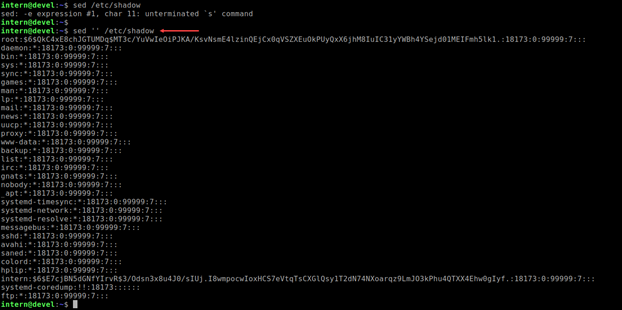 intern@devel:~$ sed /etc/shadow
sed: -e expression #1, char 11: unterminated `s' command
intern@devel:~$
intern@devel:~$ sed '' /etc/shadow
root:$6$QkC4xE8chJGTUMDq$MT3c/YuVwIeOiPJKA/KsvNsmE4lzinQEjCx0qVSZXEuOkPUyQxX6jhM8IuIC31yYWBh4YSejd01MEIFmh5lk1.:18173:0:99999:7:::
daemon:*:18173:0:99999:7:::
bin:*:18173:0:99999:7:::
sys:*:18173:0:99999:7:::
sync:*:18173:0:99999:7:::
games:*:18173:0:99999:7:::
man:*:18173:0:99999:7:::
lp:*:18173:0:99999:7:::
mail:*:18173:0:99999:7:::
news:*:18173:0:99999:7:::
uucp:*:18173:0:99999:7:::
proxy:*:18173:0:99999:7:::
www-data:*:18173:0:99999:7:::
backup:*:18173:0:99999:7:::
list:*:18173:0:99999:7:::
irc:*:18173:0:99999:7:::
gnats:*:18173:0:99999:7:::
nobody:*:18173:0:99999:7:::
_apt:*:18173:0:99999:7:::
systemd-timesync:*:18173:0:99999:7:::
systemd-network:*:18173:0:99999:7:::
systemd-resolve:*:18173:0:99999:7:::
messagebus:*:18173:0:99999:7:::
sshd:*:18173:0:99999:7:::
avahi:*:18173:0:99999:7:::
saned:*:18173:0:99999:7:::
colord:*:18173:0:99999:7:::
hplip:*:18173:0:99999:7:::
intern:$6$E7cjBN5dGNfYIrvR$3/Odsn3x8u4J0/sIUj.I8wmpocwIoxHCS7eVtqTsCXGlQsy1T2dN74NXoarqz9LmJO3kPhu4QTXX4Ehw0gIyf.:18173:0:99999:7:::
systemd-coredump:!!:18173::::::
ftp:*:18173:0:99999:7:::
intern@devel:~$